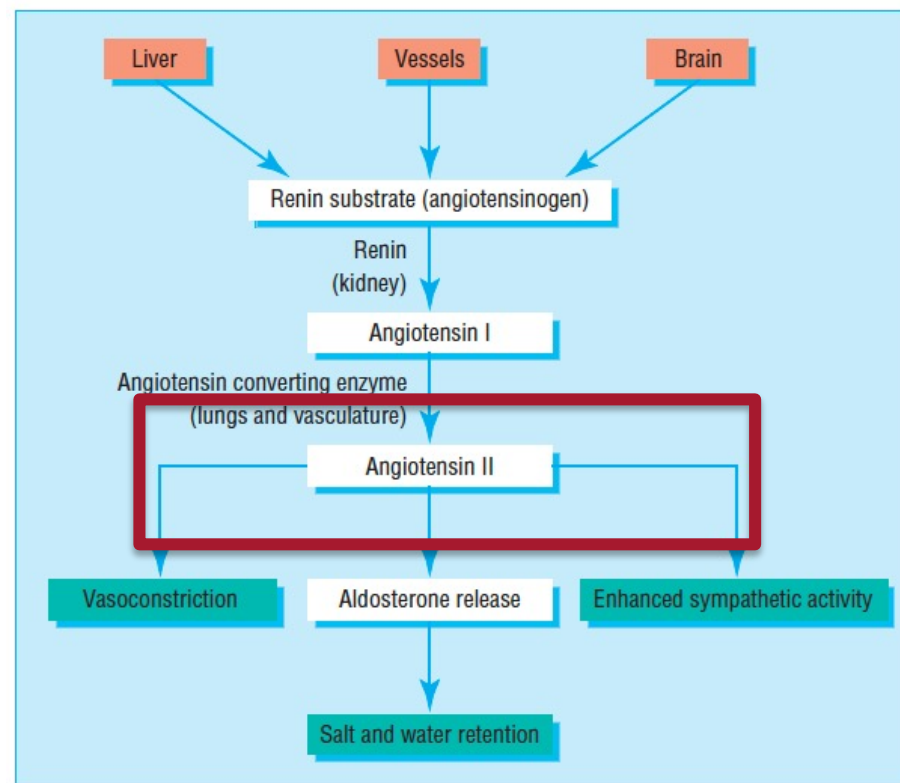 Liver
Vessels
Brain
Renin substrate (angiotensinogen)
Renin
(kidney)
Angiotensin I
Angiotensin converting enzyme
(lungs and vasculature)
Angiotensin II
Vasoconstriction
Aldosterone release
Enhanced sympathetic activity
Salt and water retention